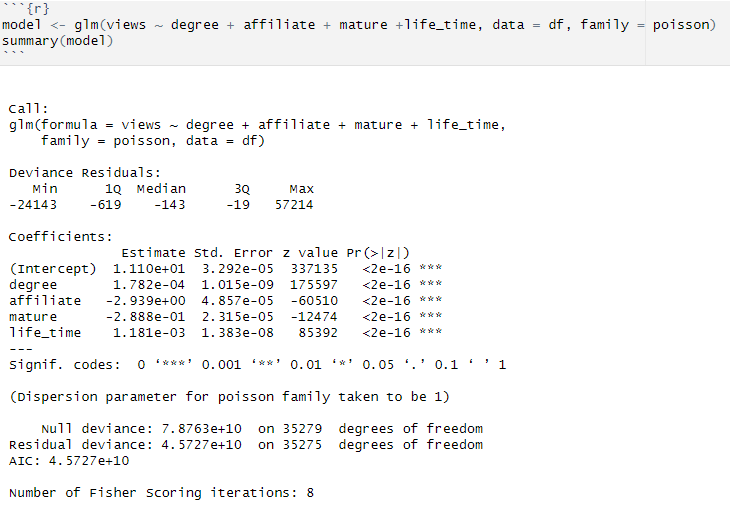 ```{r}
model <- glm(views ~ degree + affiliate + mature +life_time, data = df, family = poisson)
summary(model)
```
Call:
glm(formula = views ~ degree + affiliate + mature + life_time,
    family = poisson, data = df)
Deviance Residuals:
   Min      1Q  Median      3Q     Max
-24143    -619    -143     -19   57214
Coefficients:
              Estimate Std. Error z value Pr(>|z|)
(Intercept)  1.110e+01  3.292e-05  337135   <2e-16 ***
degree       1.782e-04  1.015e-09  175597   <2e-16 ***
affiliate   -2.939e+00  4.857e-05  -60510   <2e-16 ***
mature      -2.888e-01  2.315e-05  -12474   <2e-16 ***
life_time    1.181e-03  1.383e-08   85392   <2e-16 ***
---
Signif. codes:  0 ‘***’ 0.001 ‘**’ 0.01 ‘*’ 0.05 ‘.’ 0.1 ‘ ’ 1
(Dispersion parameter for poisson family taken to be 1)
    Null deviance: 7.8763e+10  on 35279  degrees of freedom
Residual deviance: 4.5727e+10  on 35275  degrees of freedom
AIC: 4.5727e+10
Number of Fisher Scoring iterations: 8